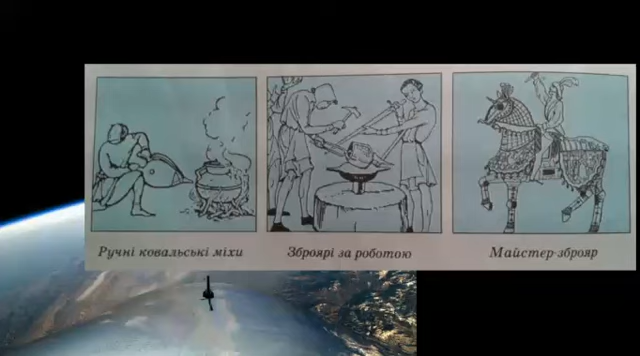 Ручні ковальські міхи
Зброярі за роботою
Майстер-зброяр